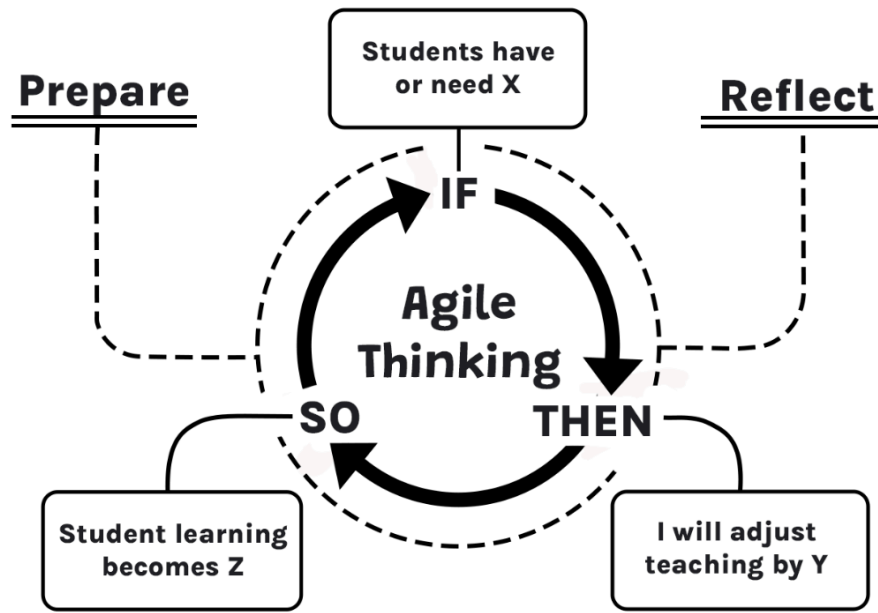 Students have
or need X
Prepare
Reflect
IF
Agile
Thinking
SO
THEN
Student learning
becomes Z
I will adjust
teaching by Y